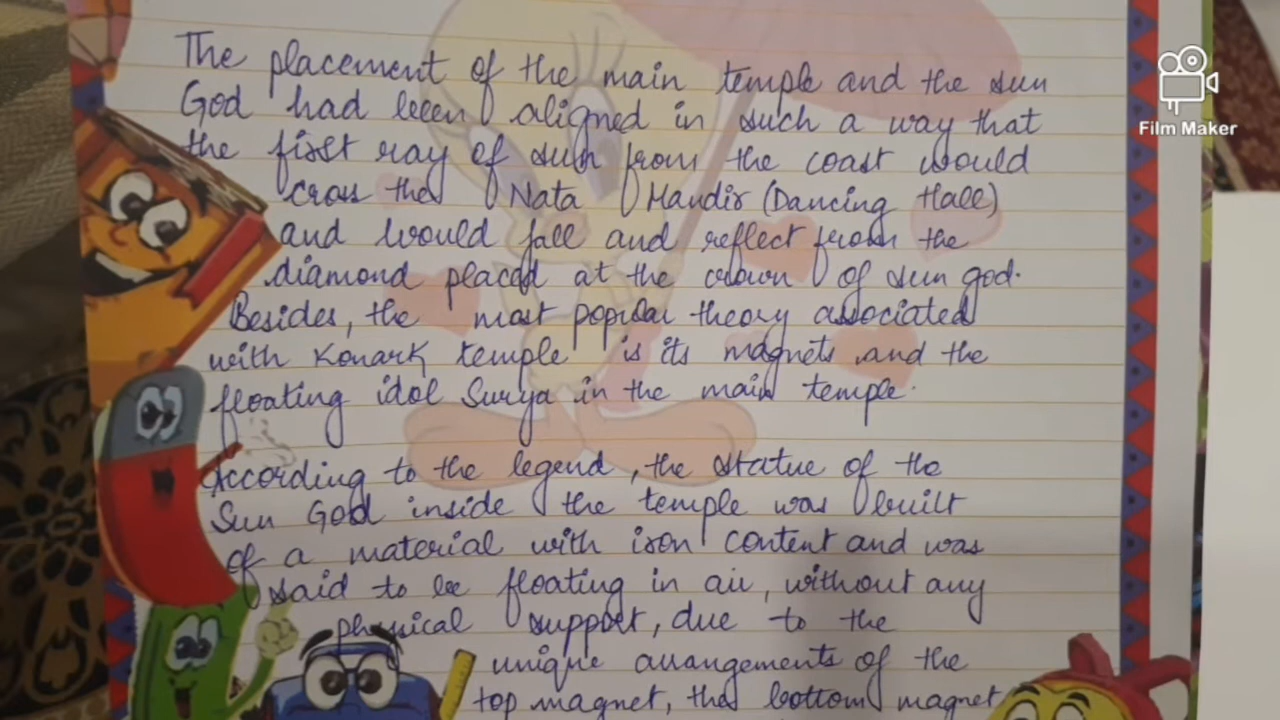 The placement of the main temple and the sun
God had been aligned in such a way that
the first ray of sun from the coast would
cross the Nata Mandir (Dancing Hall)
and would fall and reflect from the
diamond placed at the crown of sun god.
Besides, the most popular theory associated
with Konark temple is its magnets and the
floating idol Surya in the main temple.
According to the legend, the statue of the
Sun God inside the temple was built
of a material with iron content and was
said to be floating in air, without any
physical support, due to the
unique arrangements of the
top magnet, the bottom magnet
Film Maker